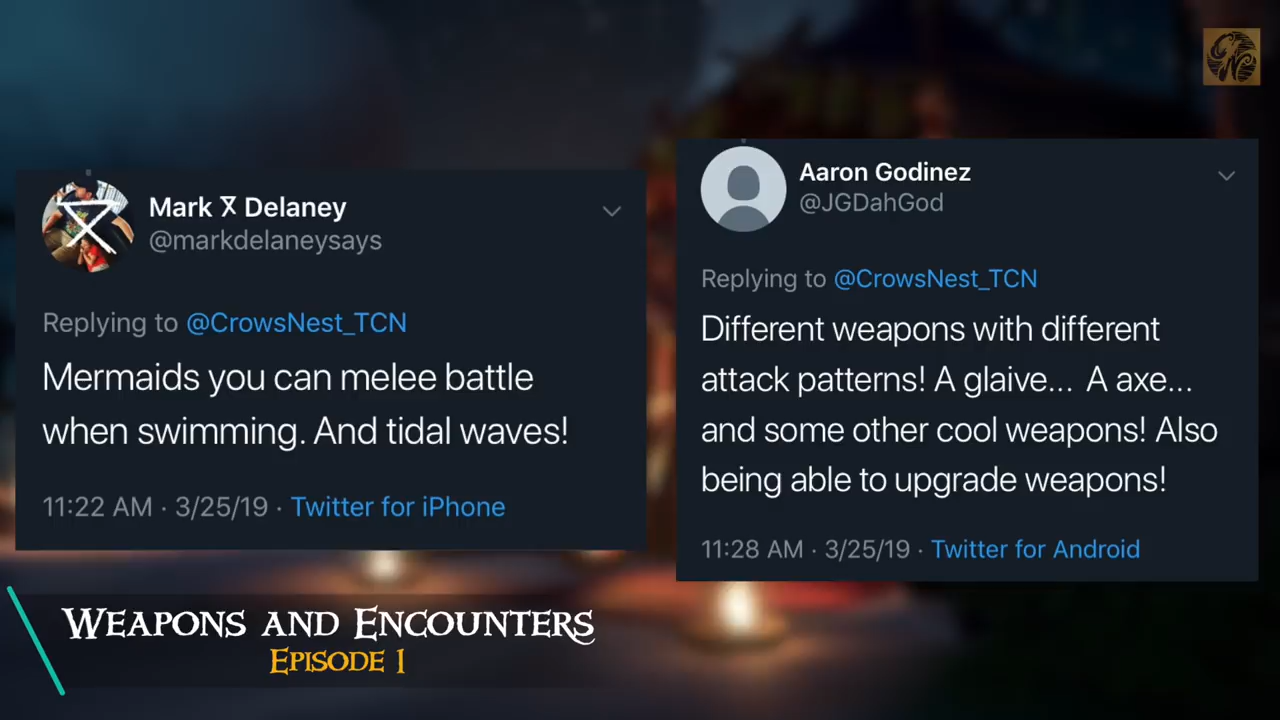 Mark X Delaney
@markdelaneysays
Replying to @CrowsNest_TCN
Mermaids you can melee battle
when swimming. And tidal waves!
11:22 AM · 3/25/19 · Twitter for iPhone
Aaron Godinez
@JGDahGod
Replying to @CrowsNest_TCN
Different weapons with different
attack patterns! A glaive... A axe...
and some other cool weapons! Also
being able to upgrade weapons!
11:28 AM · 3/25/19 · Twitter for Android
Weapons and Encounters
Episode 1